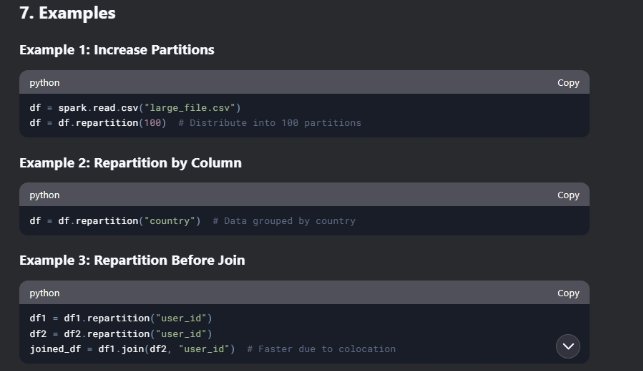 7. Examples
Example 1: Increase Partitions
python Copy
df = spark.read.csv("large_file.csv")
df = df.repartition(100)  # Distribute into 100 partitions
Example 2: Repartition by Column
python Copy
df = df.repartition("country")  # Data grouped by country
Example 3: Repartition Before Join
python Copy
df1 = df1.repartition("user_id")
df2 = df2.repartition("user_id")
joined_df = df1.join(df2, "user_id")  # Faster due to colocation